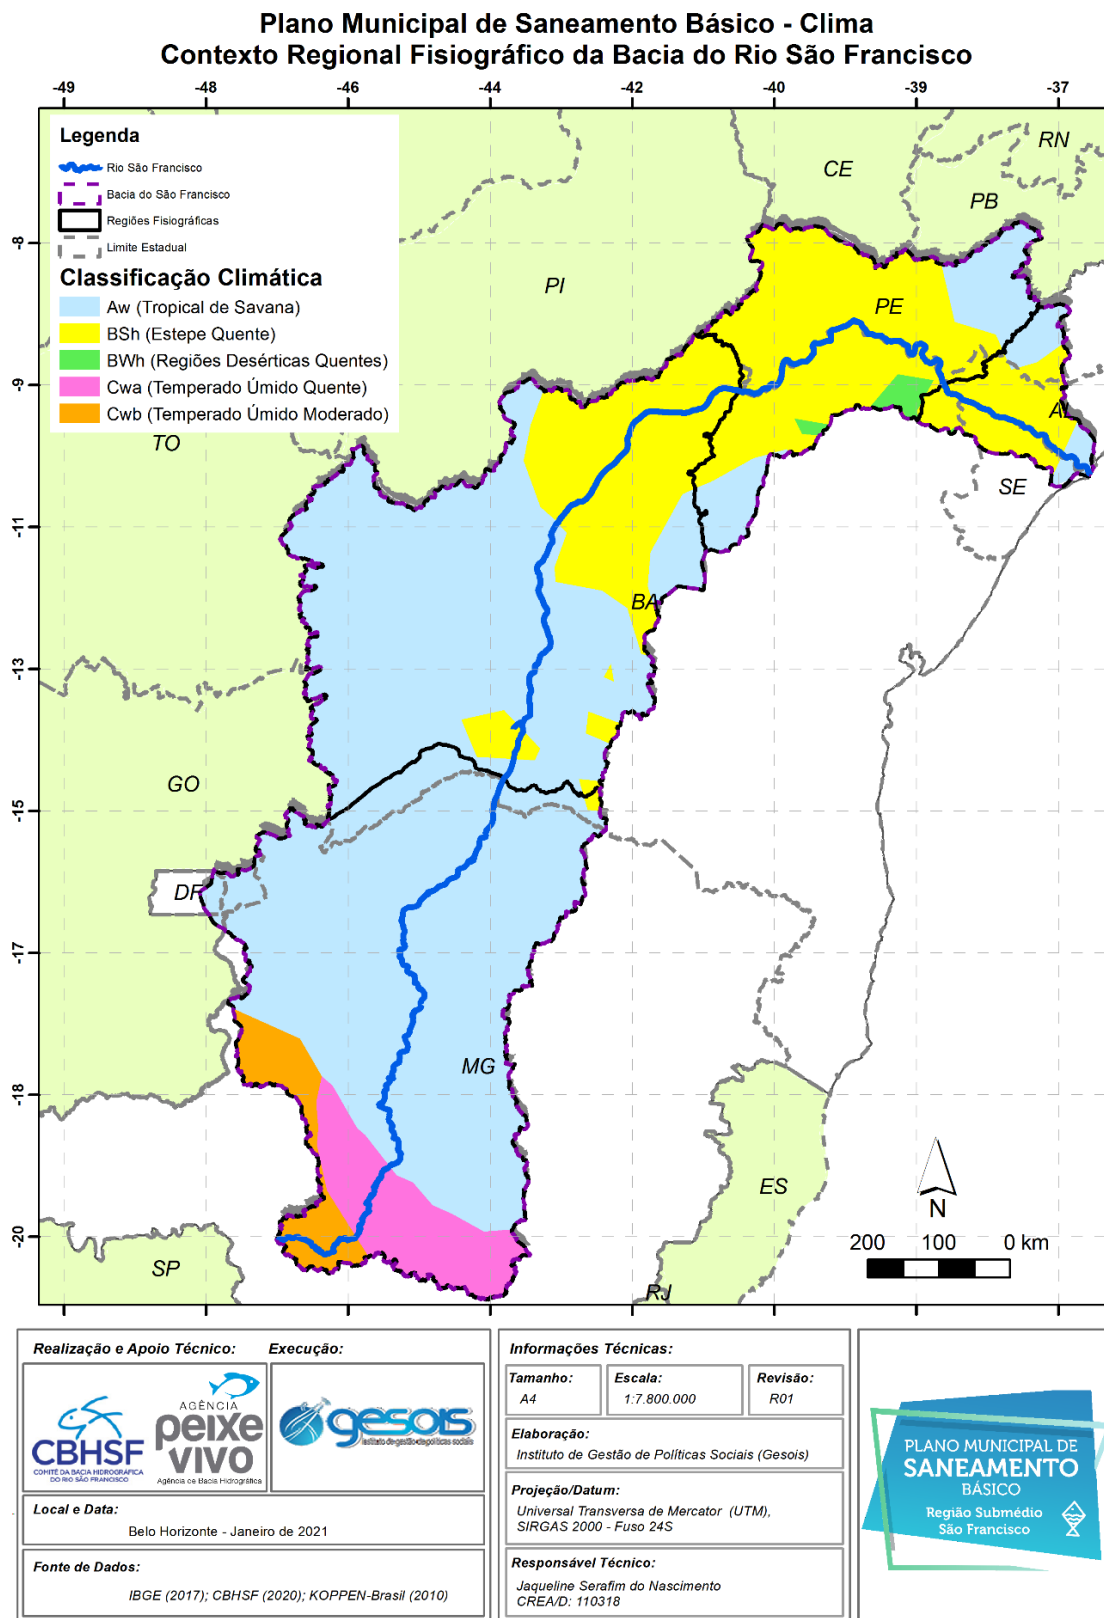 Plano Municipal de Saneamento Básico - Clima
Contexto Regional Fisiográfico da Bacia do Rio São Francisco
-49 -48 -46 -44 -42 -40 -39 -37
Legenda
Rio São Francisco
Bacia do São Francisco
Regiões Fisiográficas
Limite Estadual
Classificação Climática
Aw (Tropical de Savana)
BSh (Estepe Quente)
BWh (Regiões Desérticas Quentes)
Cwa (Temperado Úmido Quente)
Cwb (Temperado Úmido Moderado)
-8
-9
-11
-13
-15
-17
-18
-20
RN
CE
PB
PI
PE
AL
TO
SE
BA
GO
DF
MG
ES
SP
RJ
N
200 100 0 km
Realização e Apoio Técnico: Execução:
CBHSF
COMITÊ DA BACIA HIDROGRÁFICA
DO RIO SÃO FRANCISCO
AGÊNCIA
peixe
vivo
Agência de Bacia Hidrográfica
gesois
instituto de gestão de políticas sociais
Local e Data:
Belo Horizonte - Janeiro de 2021
Fonte de Dados:
IBGE (2017); CBHSF (2020); KOPPEN-Brasil (2010)
Informações Técnicas:
Tamanho: Escala: Revisão:
A4 1:7.800.000 R01
Elaboração:
Instituto de Gestão de Políticas Sociais (Gesois)
Projeção/Datum:
Universal Transversa de Mercator (UTM),
SIRGAS 2000 - Fuso 24S
Responsável Técnico:
Jaqueline Serafim do Nascimento
CREA/D: 110318
PLANO MUNICIPAL DE
SANEAMENTO
BÁSICO
Região Submédio
São Francisco